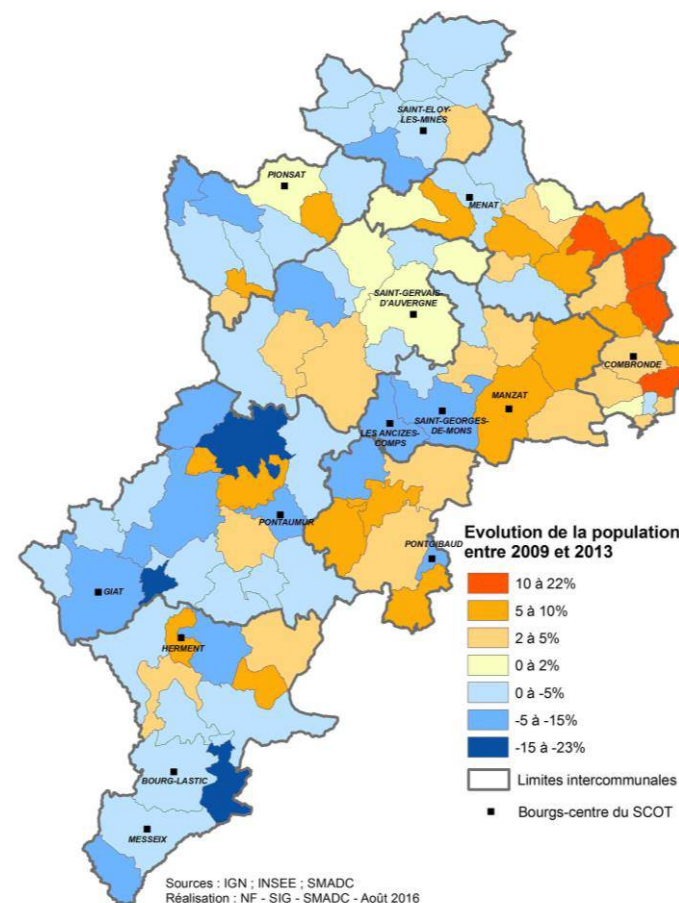 SAINT-ELOY-
LES-MINES
PIONSAT
MENAT
SAINT-GERVAIS-
D'AUVERGNE
COMBRONDE
MANZAT
SAINT-GEORGES-
DE-MONS
LES ANCIZES-
COMPS
PONTAUMUR
PONTGIBAUD
GIAT
HERMENT
BOURG-LASTIC
MESSEIX
Evolution de la population
entre 2009 et 2013
10 à 22%
5 à 10%
2 à 5%
0 à 2%
0 à -5%
-5 à -15%
-15 à -23%
Limites intercommunales
Bourgs-centre du SCOT
Sources : IGN ; INSEE ; SMADC
Réalisation : NF - SIG - SMADC - Août 2016